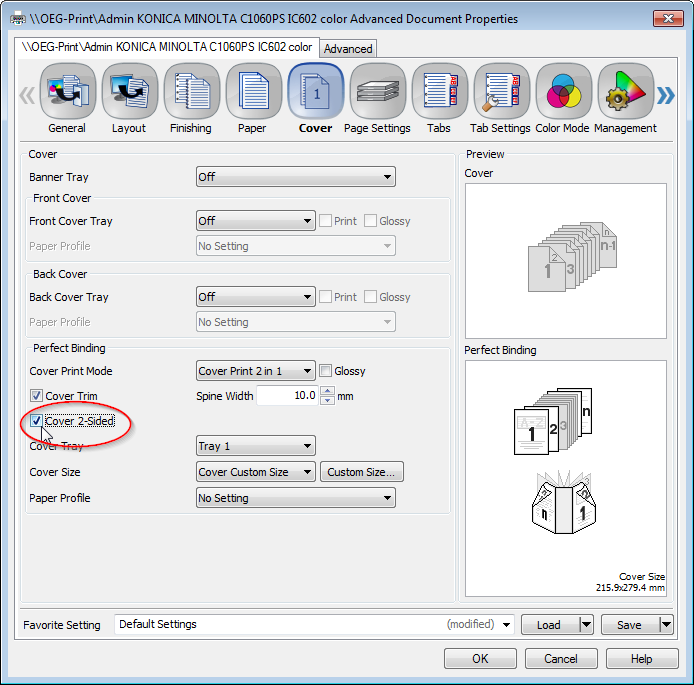 \\OEG-Print\Admin KONICA MINOLTA C1060PS IC602 color Advanced Document Properties
\\OEG-Print\Admin KONICA MINOLTA C1060PS IC602 color Advanced
General Layout Finishing Paper 1 Cover Page Settings Tabs Tab Settings Color Mode Management
Cover
Banner Tray Off
Front Cover
Front Cover Tray Off Print Glossy
Paper Profile No Setting
Back Cover
Back Cover Tray Off Print Glossy
Paper Profile No Setting
Perfect Binding
Cover Print Mode Cover Print 2 in 1 Glossy
Cover Trim Spine Width 10.0 mm
Cover 2-Sided
Cover Tray Tray 1
Cover Size Cover Custom Size Custom Size...
Paper Profile No Setting
Preview
Cover
1 2 3 n n-1
Perfect Binding
A-Z 1 2 3 n
n 1
Cover Size
215.9x279.4 mm
Favorite Setting Default Settings (modified) Load Save
OK Cancel Help